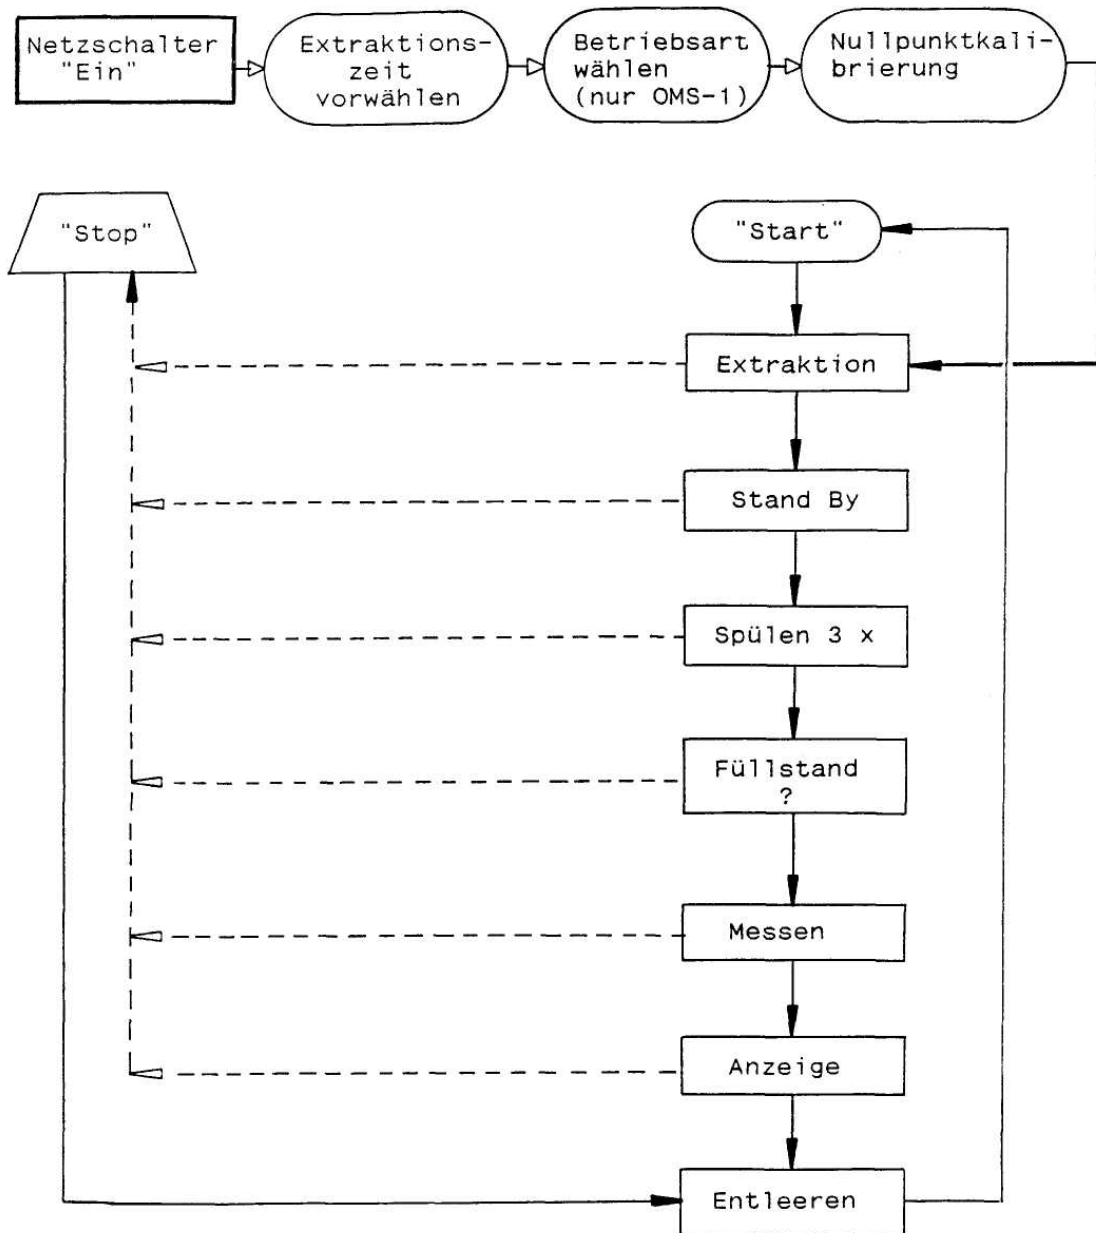 Netzschalter
"Ein"
Extraktions-
zeit
vorwählen
Betriebsart
wählen
(nur OMS-1)
Nullpunktkali-
brierung
"Stop"
"Start"
Extraktion
Stand By
Spülen 3 x
Füllstand
?
Messen
Anzeige
Entleeren